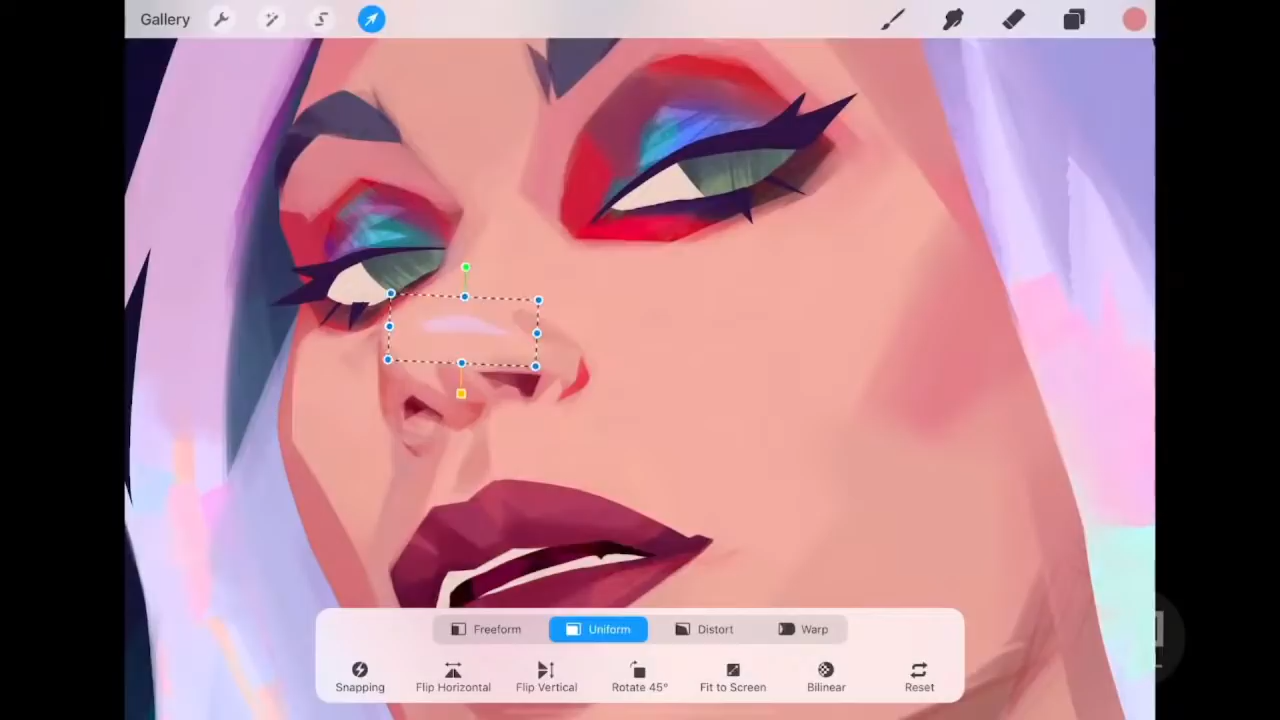 Gallery
Freeform Uniform Distort Warp
Snapping Flip Horizontal Flip Vertical Rotate 45° Fit to Screen Bilinear Reset